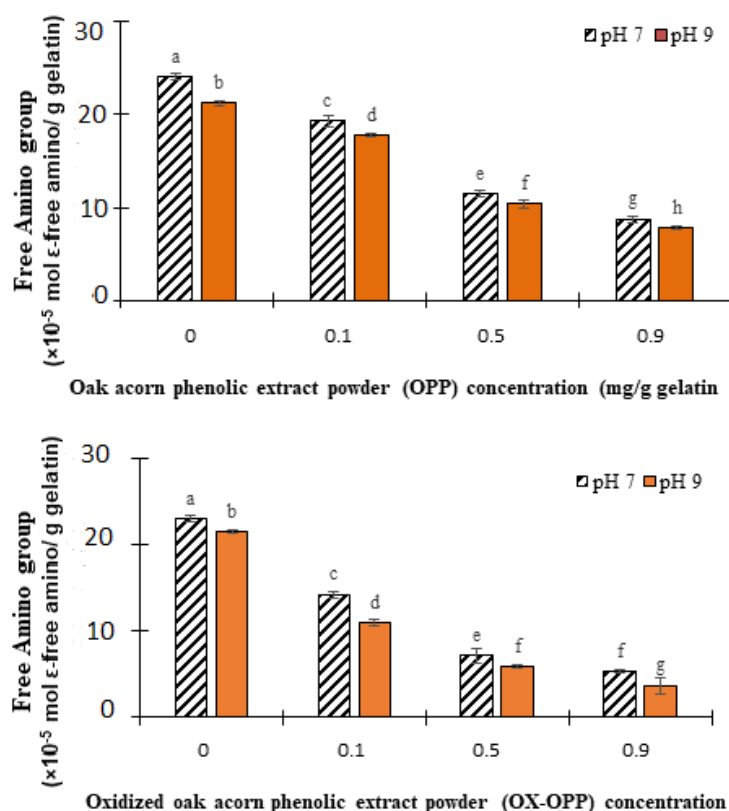 30
20
10
0
Free Amino group
(×10⁻⁵ mol ε-free amino/ g gelatin)
pH 7 pH 9
a b c d e f g h
0 0.1 0.5 0.9
Oak acorn phenolic extract powder (OPP) concentration (mg/g gelatin
30
20
10
0
Free Amino group
(×10⁻⁵ mol ε-free amino/ g gelatin)
pH 7 pH 9
a b c d e f f g
0 0.1 0.5 0.9
Oxidized oak acorn phenolic extract powder (OX-OPP) concentration